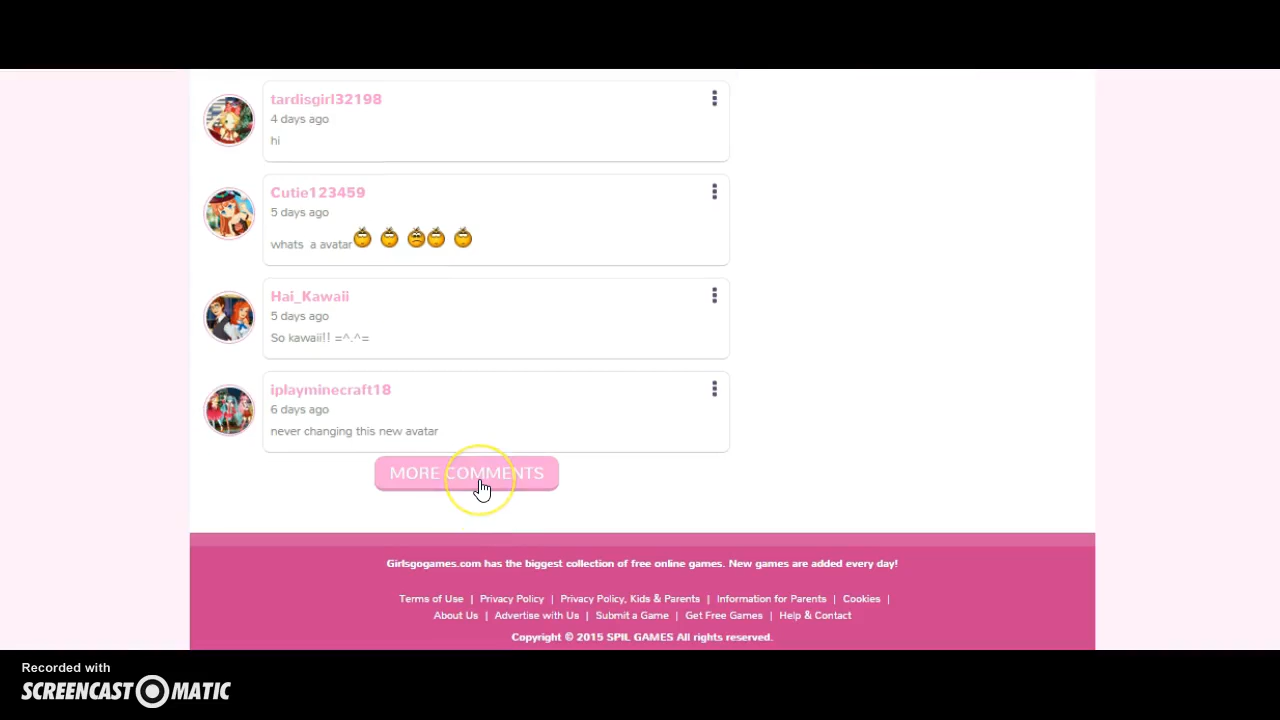 tardisgirl32198
4 days ago
hi
Cutie123459
5 days ago
whats a avatar
Hai_Kawaii
5 days ago
So kawaii!! =^.^=
iplayminecraft18
6 days ago
never changing this new avatar
MORE COMMENTS
Girlsgogames.com has the biggest collection of free online games. New games are added every day!
Terms of Use | Privacy Policy | Privacy Policy, Kids & Parents | Information for Parents | Cookies |
About Us | Advertise with Us | Submit a Game | Get Free Games | Help & Contact
Copyright © 2015 SPIL GAMES All rights reserved.
Recorded with
SCREENCAST-O-MATIC